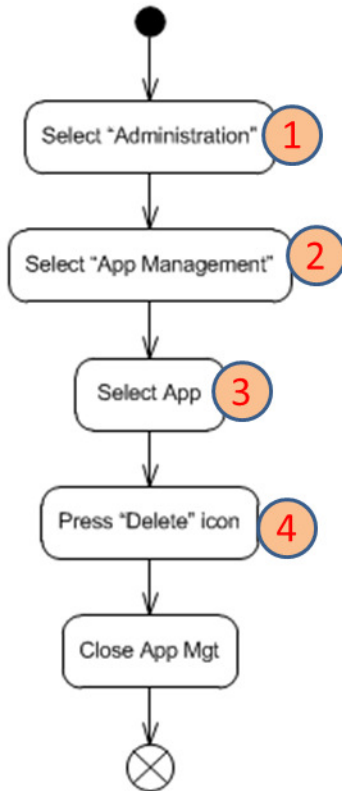 Select “Administration” 1
Select “App Management” 2
Select App 3
Press “Delete” icon 4
Close App Mgt